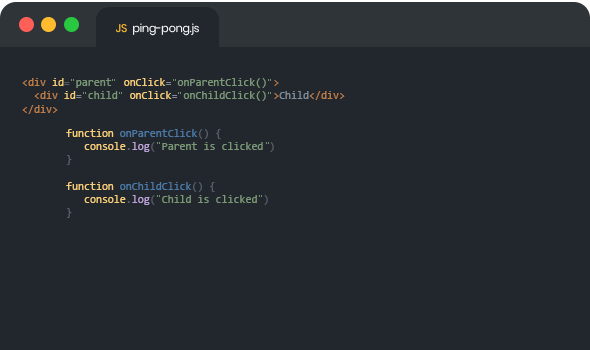 JS ping-pong.js
<div id="parent" onClick="onParentClick()">
<div id="child" onClick="onChildClick()">Child</div>
</div>
function onParentClick() {
console.log("Parent is clicked")
}
function onChildClick() {
console.log("Child is clicked")
}